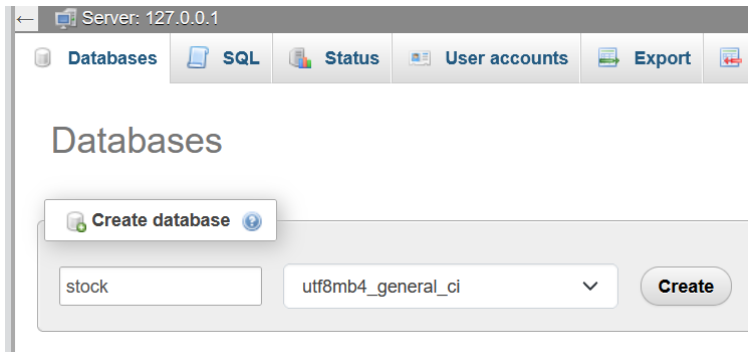 ← Server: 127.0.0.1
Databases SQL Status User accounts Export
Databases
Create database
stock utf8mb4_general_ci Create